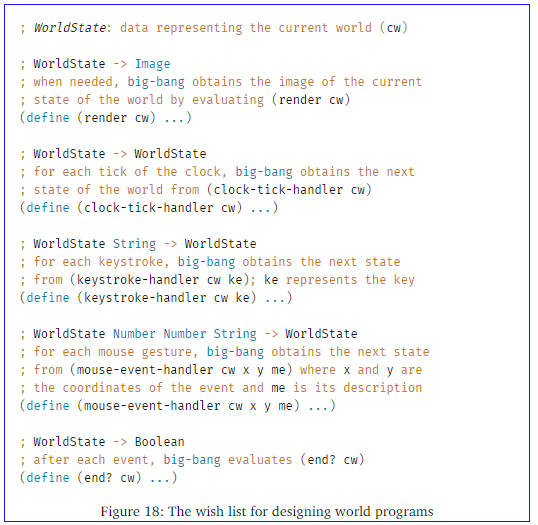 ; WorldState: data representing the current world (cw)
; WorldState -> Image
; when needed, big-bang obtains the image of the current
; state of the world by evaluating (render cw)
(define (render cw) ...)
; WorldState -> WorldState
; for each tick of the clock, big-bang obtains the next
; state of the world from (clock-tick-handler cw)
(define (clock-tick-handler cw) ...)
; WorldState String -> WorldState
; for each keystroke, big-bang obtains the next state
; from (keystroke-handler cw ke); ke represents the key
(define (keystroke-handler cw ke) ...)
; WorldState Number Number String -> WorldState
; for each mouse gesture, big-bang obtains the next state
; from (mouse-event-handler cw x y me) where x and y are
; the coordinates of the event and me is its description
(define (mouse-event-handler cw x y me) ...)
; WorldState -> Boolean
; after each event, big-bang evaluates (end? cw)
(define (end? cw) ...)
Figure 18: The wish list for designing world programs